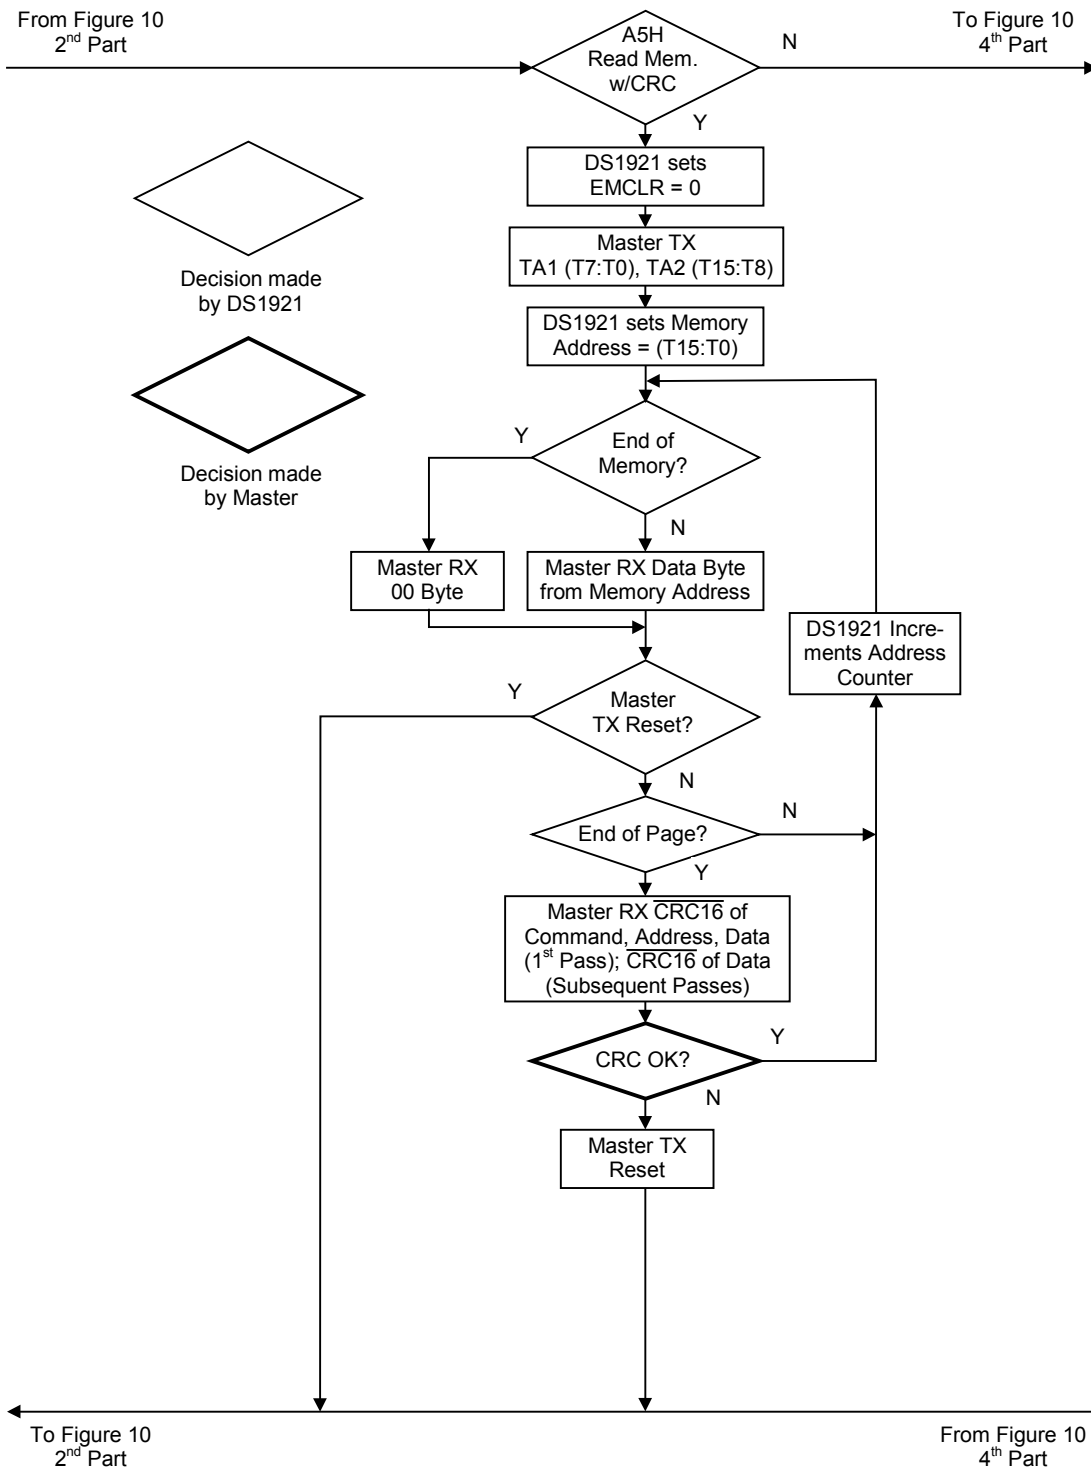 From Figure 10
2nd Part
A5H
Read Mem.
w/CRC
N
To Figure 10
4th Part
Y
DS1921 sets
EMCLR = 0
Master TX
TA1 (T7:T0), TA2 (T15:T8)
Decision made
by DS1921
DS1921 sets Memory
Address = (T15:T0)
Decision made
by Master
Y
End of
Memory?
N
Master RX
00 Byte
Master RX Data Byte
from Memory Address
DS1921 Incre-
ments Address
Counter
Y
Master
TX Reset?
N
End of Page?
N
Y
Master RX CRC16 of
Command, Address, Data
(1st Pass); CRC16 of Data
(Subsequent Passes)
CRC OK?
Y
N
Master TX
Reset
To Figure 10
2nd Part
From Figure 10
4th Part